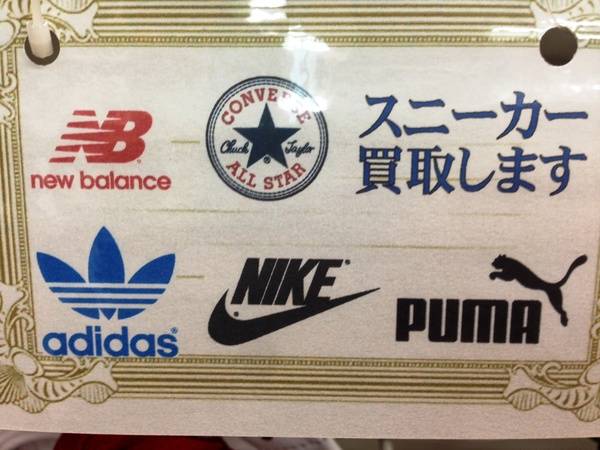 NB
new balance
CONVERSE
Chuck Taylor
ALL STAR
スニーカー
買取します
adidas
NIKE
PUMA